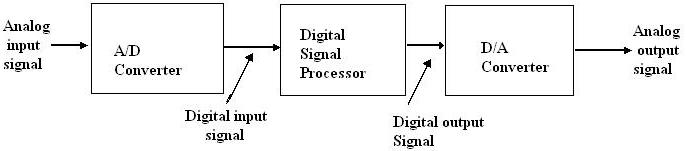 Analog
input
signal
A/D
Converter
Digital input
signal
Digital
Signal
Processor
Digital output
Signal
D/A
Converter
Analog
output
signal